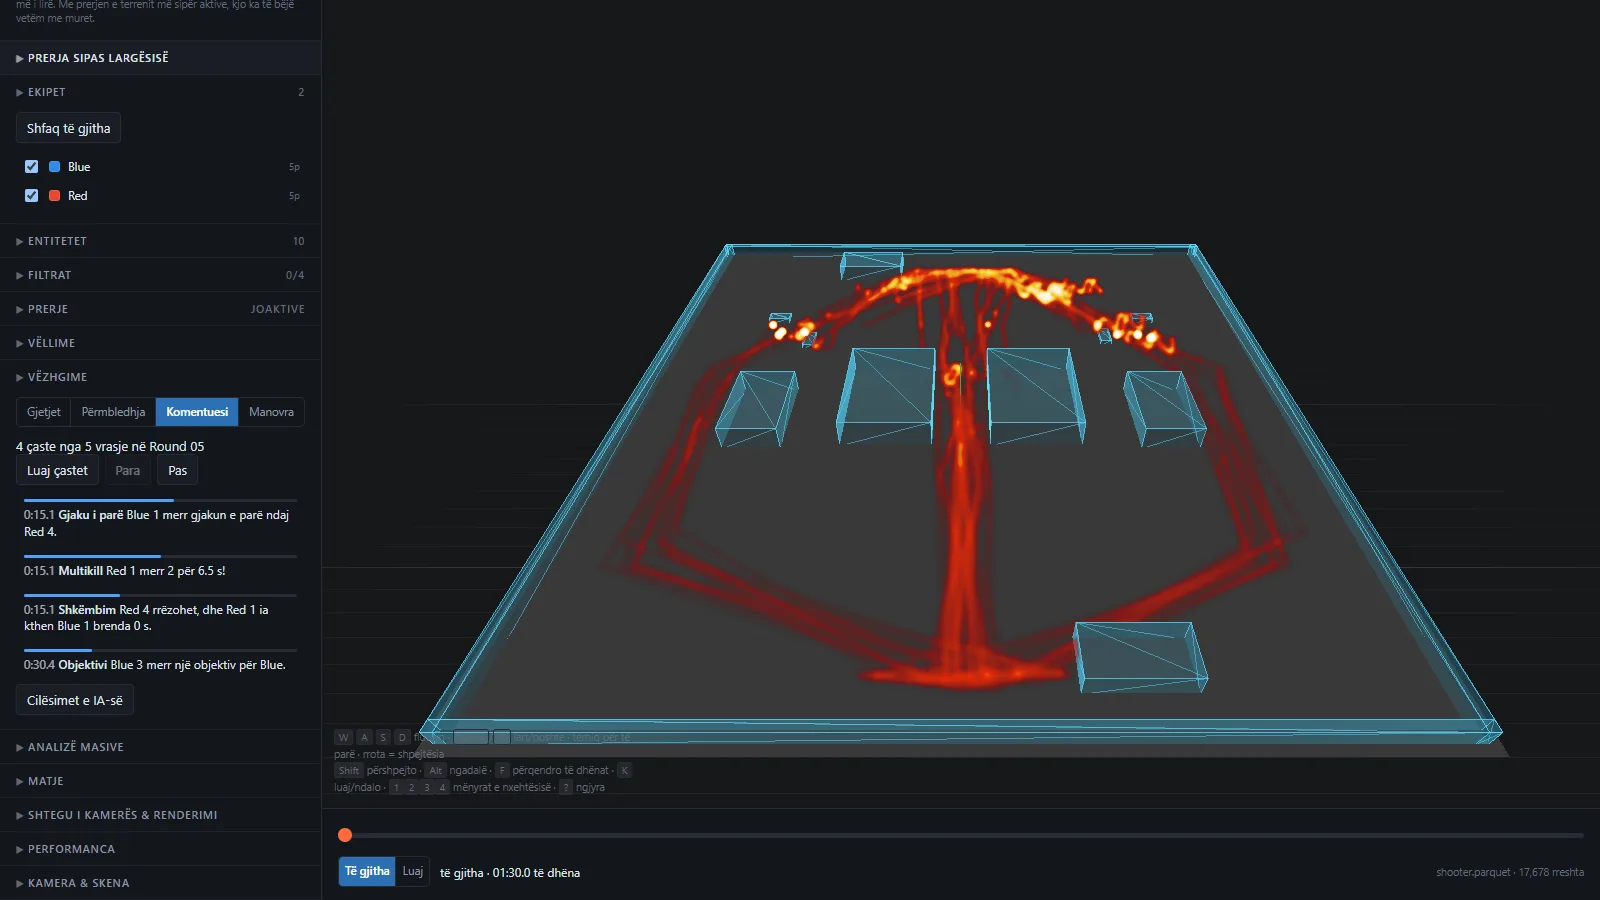 më i lirë. Me prerjen e terrenit më sipër aktive, kjo ka të bëjë
vetëm me muret.
PRERJA SIPAS LARGËSISË
EKIPET 2
Shfaq të gjitha
Blue 5p
Red 5p
ENTITETET 10
FILTRAT 0/4
PRERJE JOAKTIVE
VËLLIME
VËZHGIME
Gjetjet Përmbledhja Komentuesi Manovra
4 çaste nga 5 vrasje në Round 05
Luaj çastet Para Pas
0:15.1 Gjaku i parë Blue 1 merr gjakun e parë ndaj
Red 4.
0:15.1 Multikill Red 1 merr 2 për 6.5 s!
0:15.1 Shkëmbim Red 4 rrëzohet, dhe Red 1 ia
kthen Blue 1 brenda 0 s.
0:30.4 Objektivi Blue 3 merr një objektiv për Blue.
Cilësimet e IA-së
ANALIZË MASIVE
MATJE
SHTEGU I KAMERËS & RENDERIMI
PERFORMANCA
KAMERA & SKENA
W A S D
parë · rrota = shpejtësia
Shift përshpejto · Alt ngadalë · F përqendro të dhënat · K
luaj/ndalo · 1 2 3 4 mënyrat e nxehtësisë · ? ngjyra
Të gjitha Luaj të gjitha · 01:30.0 të dhëna
shooter.parquet · 17,678 rreshta